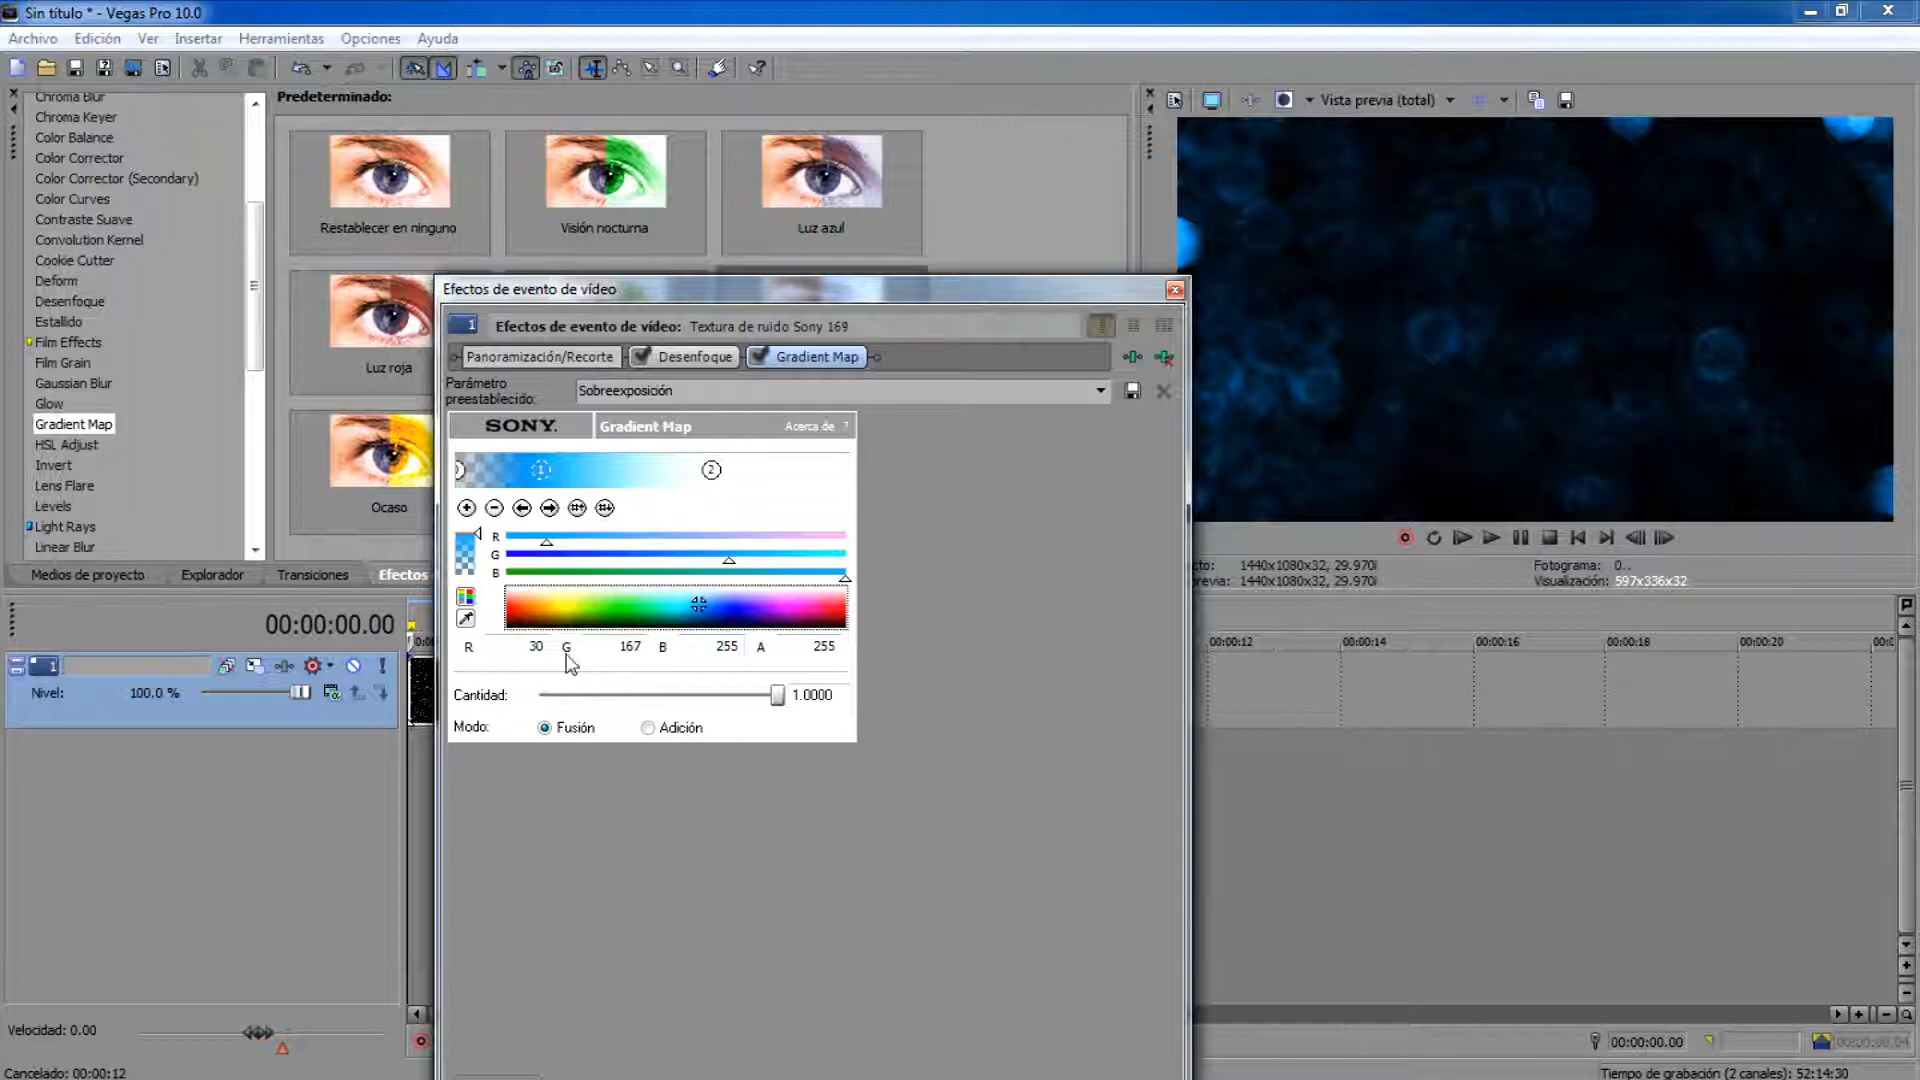 Sin título * - Vegas Pro 10.0
Archivo Edición Ver Insertar Herramientas Opciones Ayuda
Chroma Blur
Chroma Keyer
Color Balance
Color Corrector
Color Corrector (Secondary)
Color Curves
Contraste Suave
Convolution Kernel
Cookie Cutter
Deform
Desenfoque
Estallido
Film Effects
Film Grain
Gaussian Blur
Glow
Gradient Map
HSL Adjust
Invert
Lens Flare
Levels
Light Rays
Linear Blur
Predeterminado:
Restablecer en ninguno
Visión nocturna
Luz azul
Luz roja
Ocaso
Medios de proyecto Explorador Transiciones Efectos
Vista previa (total)
1440x1080x32, 29.970i
1440x1080x32, 29.970i
Fotograma: 0..
Visualización: 597x336x32
Efectos de evento de vídeo
1 Efectos de evento de vídeo: Textura de ruido Sony 169
Panoramización/Recorte Desenfoque Gradient Map
Parámetro preestablecido: Sobreexposición
SONY. Gradient Map Acerca de ?
1 2
R
G
B
R 30 G 167 B 255 A 255
Cantidad: 1.0000
Modo: Fusión Adición
00:00:00.00
1
Nivel: 100.0 %
00:00:12 00:00:14 00:00:16 00:00:18 00:00:20
Velocidad: 0.00
00:00:00.00
Cancelado: 00:00:12
Tiempo de grabación (2 canales): 52:14:30